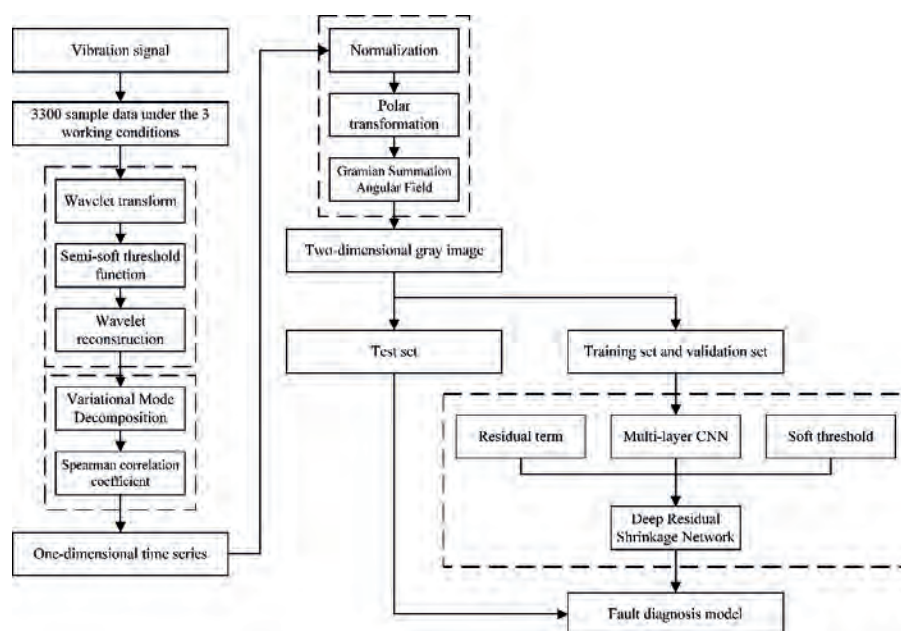 Vibration signal
3300 sample data under the 3
working conditions
Wavelet transform
Semi-soft threshold
function
Wavelet
reconstruction
Variational Mode
Decomposition
Spearman correlation
coefficient
One-dimensional time series
Normalization
Polar
transformation
Gramian Summation
Angular Field
Two-dimensional gray image
Test set
Training set and validation set
Residual term
Multi-layer CNN
Soft threshold
Deep Residual
Shrinkage Network
Fault diagnosis model